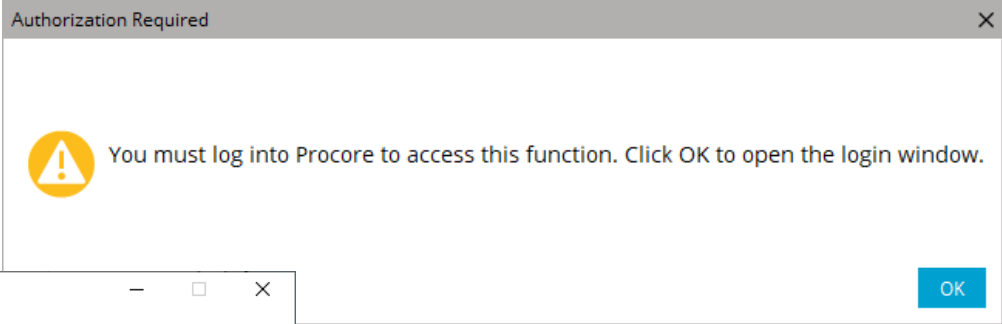 Authorization Required
You must log into Procore to access this function. Click OK to open the login window.
OK